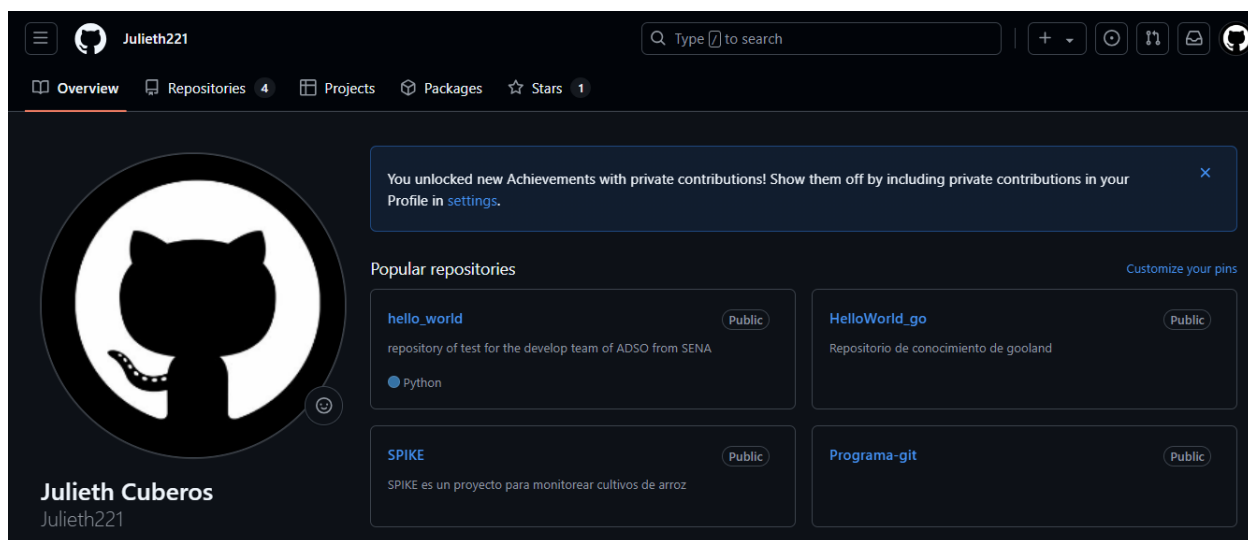 Julieth221
Type / to search
Overview Repositories 4 Projects Packages Stars 1
You unlocked new Achievements with private contributions! Show them off by including private contributions in your
Profile in settings.
Popular repositories Customize your pins
hello_world Public
repository of test for the develop team of ADSO from SENA
Python
HelloWorld_go Public
Repositorio de conocimiento de gooland
SPIKE Public
SPIKE es un proyecto para monitorear cultivos de arroz
Programa-git Public
Julieth Cuberos
Julieth221